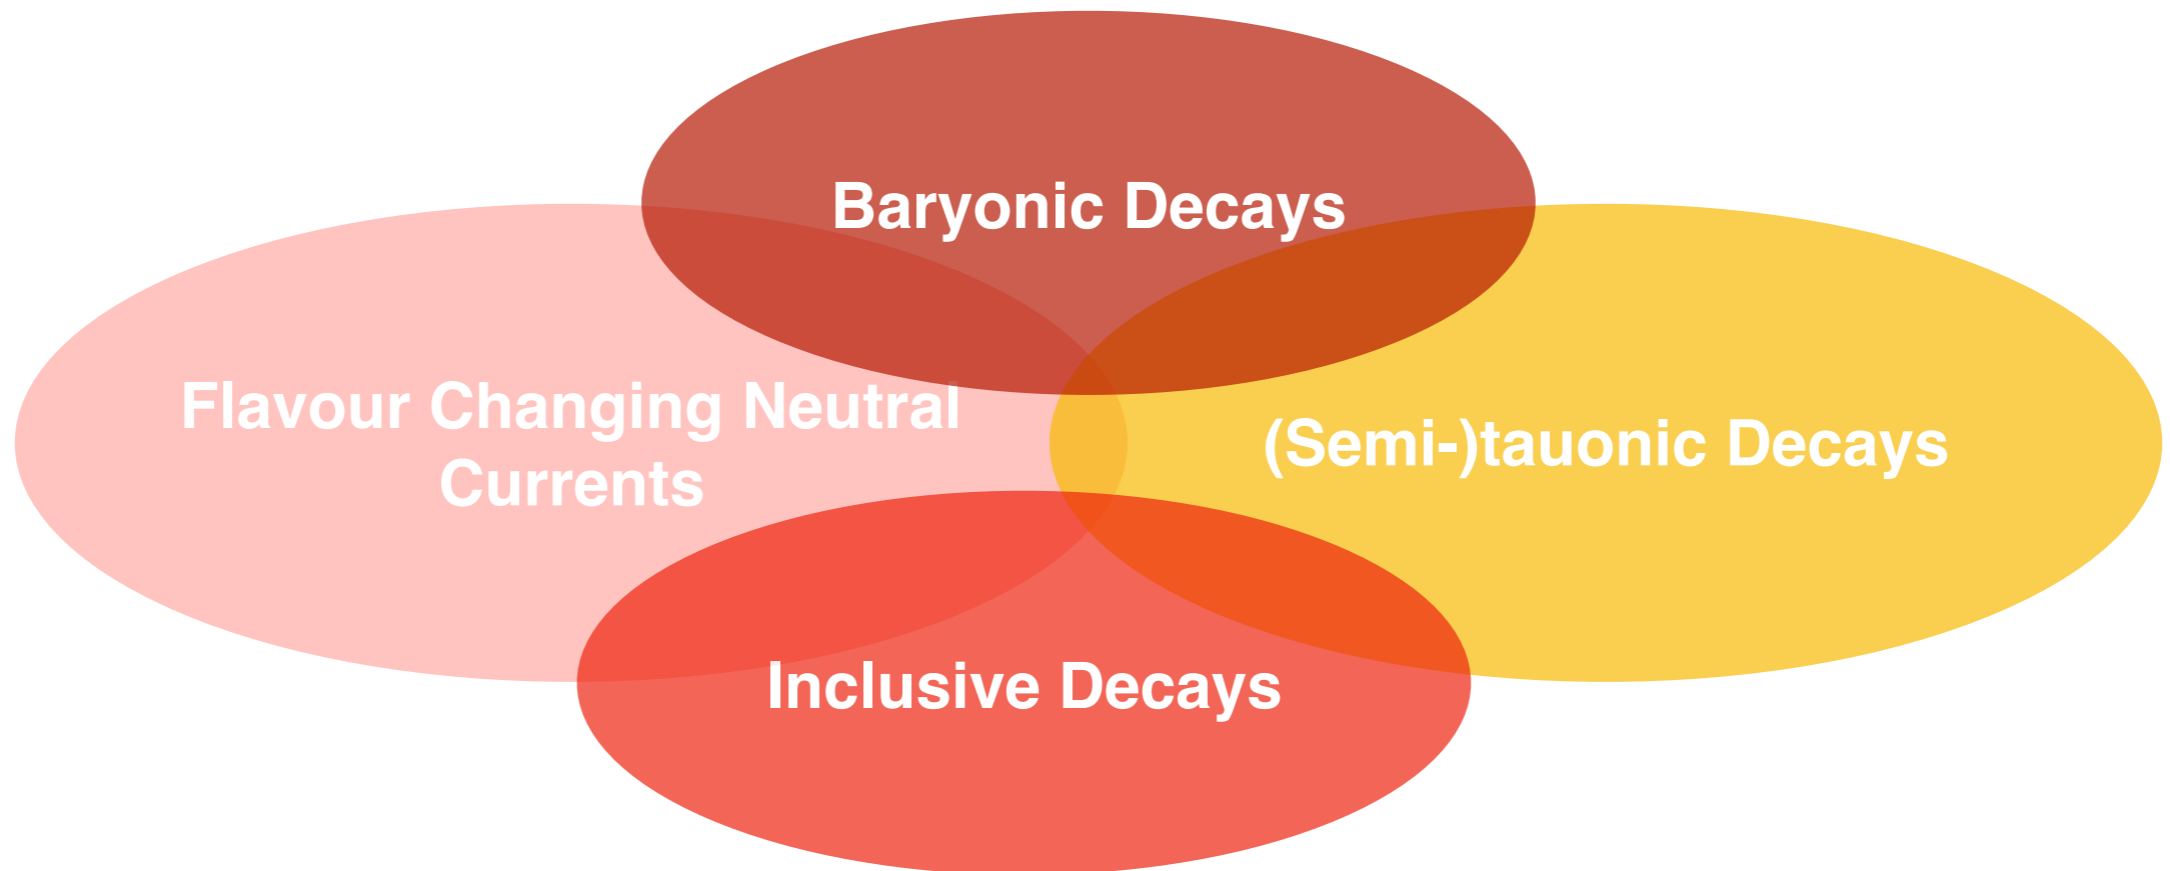 Baryonic Decays
Flavour Changing Neutral
Currents
(Semi-)tauonic Decays
Inclusive Decays